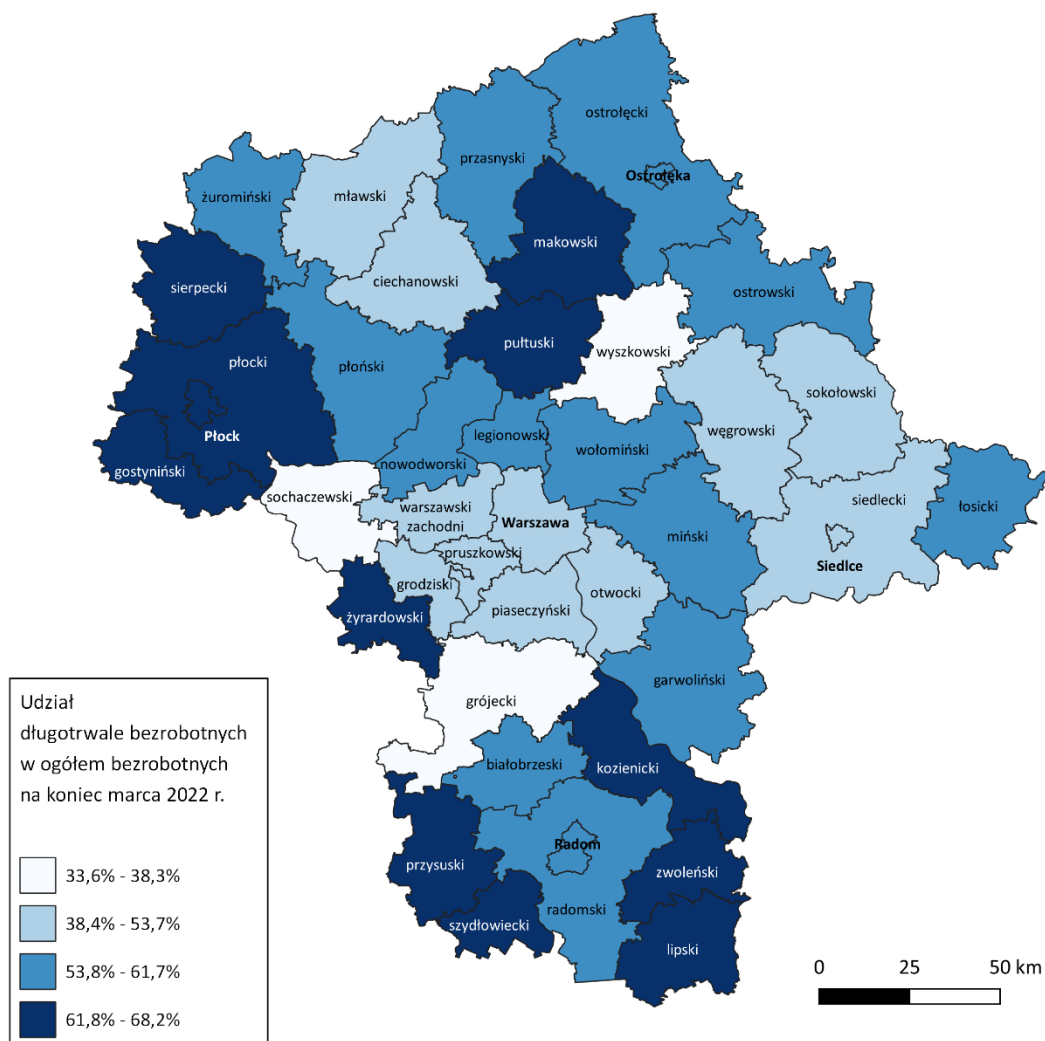 ostrołęcki
przasnyski
Ostrołęka
żuromiński
mławski
makowski
ciechanowski
ostrowski
sierpecki
pułtuski
wyszkowski
płocki
płoński
sokołowski
węgrowski
legionowski
wołomiński
Płock
gostyniński
nowodworski
sochaczewski
siedlecki
łosicki
warszawski
zachodni
Warszawa
miński
pruszkowski
Siedlce
grodziski
otwocki
piaseczyński
żyrardowski
garwoliński
grójecki
białobrzeski
kozienicki
Radom
przysuski
zwoleński
radomski
szydłowiecki
lipski
Udział
długotrwale bezrobotnych
w ogółem bezrobotnych
na koniec marca 2022 r.
33,6% - 38,3%
38,4% - 53,7%
53,8% - 61,7%
61,8% - 68,2%
0 25 50 km